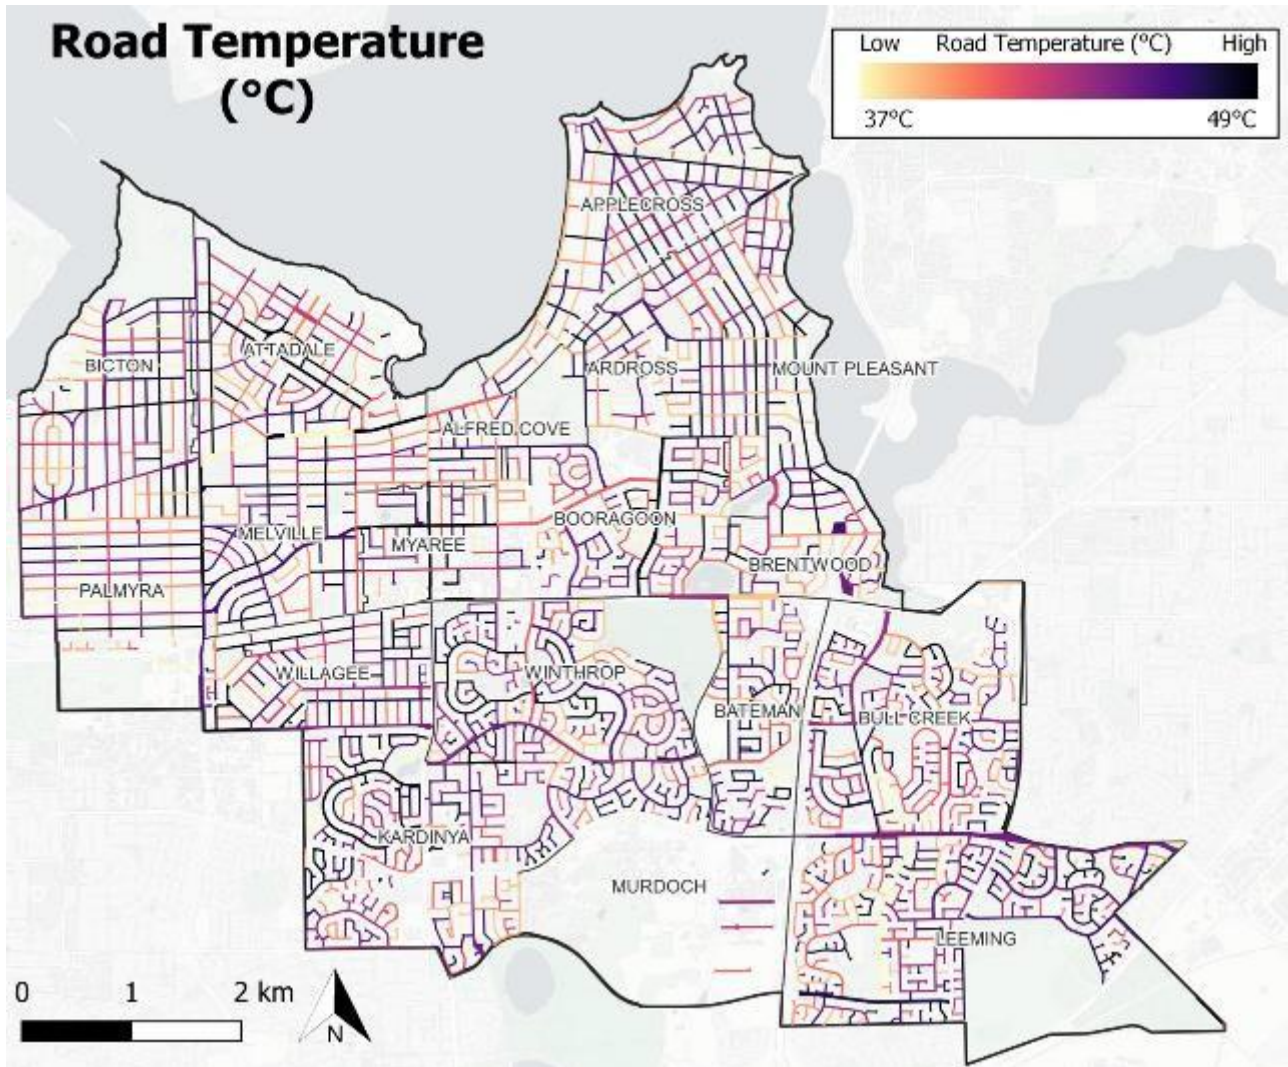 Road Temperature
(°C)
Low Road Temperature (°C) High
37°C 49°C
APPLECROSS
BICTON
ATTADALE
ARDROSS
MOUNT PLEASANT
ALFRED COVE
BOORAGOON
MELVILLE
MYAREE
BRENTWOOD
PALMYRA
WILLAGEE
WINTHROP
BATEMAN
BULL CREEK
KARDINYA
MURDOCH
LEEMING
0 1 2 km
N